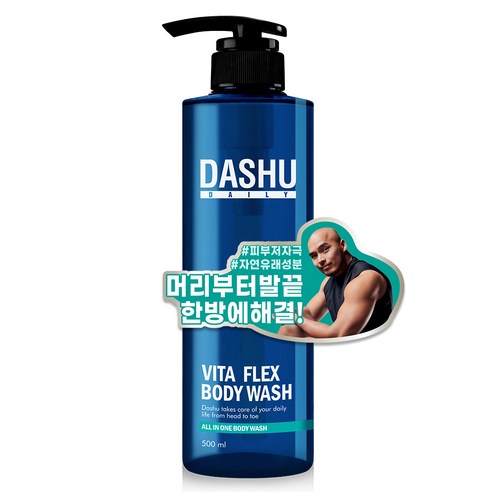 DASHU
DAILY
#피부저자극
#자연유래성분
머리부터발끝
한방에해결!
VITA FLEX
BODY WASH
Dashu takes care of your daily
life from head to toe
ALL IN ONE BODY WASH
500 ml